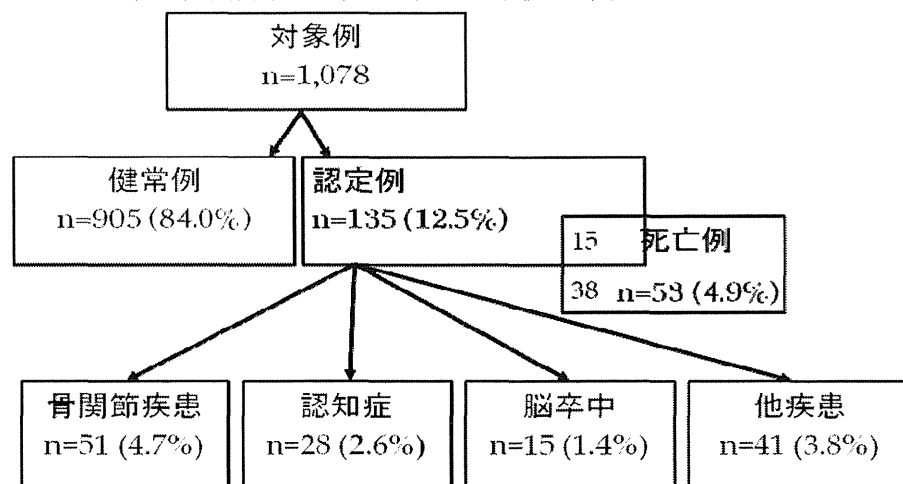 対象例
n=1,078
健常例
n=905 (84.0%)
認定例
n=135 (12.5%)
15 死亡例
38 n=53 (4.9%)
骨関節疾患
n=51 (4.7%)
認知症
n=28 (2.6%)
脳卒中
n=15 (1.4%)
他疾患
n=41 (3.8%)